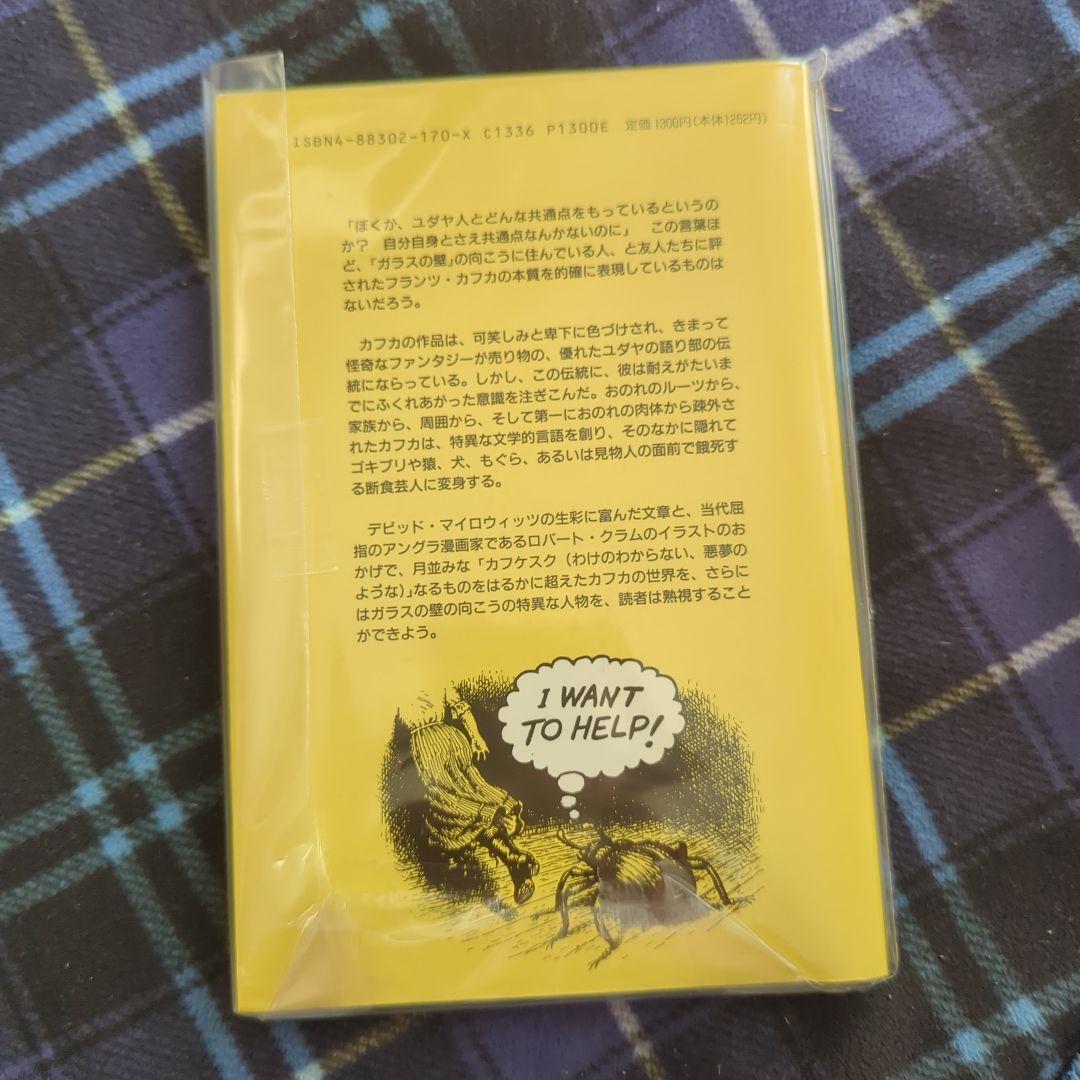 ISBN4-88302-170-X C1336 P1300E 定価 1300円(本体1262円)
「ぼくが、ユダヤ人とどんな共通点をもっているというの
か? 自分自身とさえ共通点なんかないのに」 この言葉ほ
ど、『ガラスの壁』の向こうに住んでいる人、と友人たちに評
されたフランツ・カフカの本質を的確に表現しているものは
ないだろう。
カフカの作品は、可笑しみと卑下に色づけされ、きまって
怪奇なファンタジーが売り物の、優れたユダヤの語り部の伝
統にならっている。しかし、この伝統に、彼は耐えがたいま
でにふくれあがった意識を注ぎこんだ。おのれのルーツから、
家族から、周囲から、そして第一におのれの肉体から疎外さ
れたカフカは、特異な文学的言語を創り、そのなかに隠れて
ゴキブリや猿、犬、もぐら、あるいは見物人の面前で餓死す
る断食芸人に変身する。
デビッド・マイロウィッツの生彩に富んだ文章と、当代屈
指のアングラ漫画家であるロバート・クラムのイラストのお
かげで、月並みな「カフケスク(わけのわからない、悪夢の
ような)」なるものをはるかに超えたカフカの世界を、さらに
はガラスの壁の向こうの特異な人物を、読者は熟視すること
ができよう。
I WANT
TO HELP!